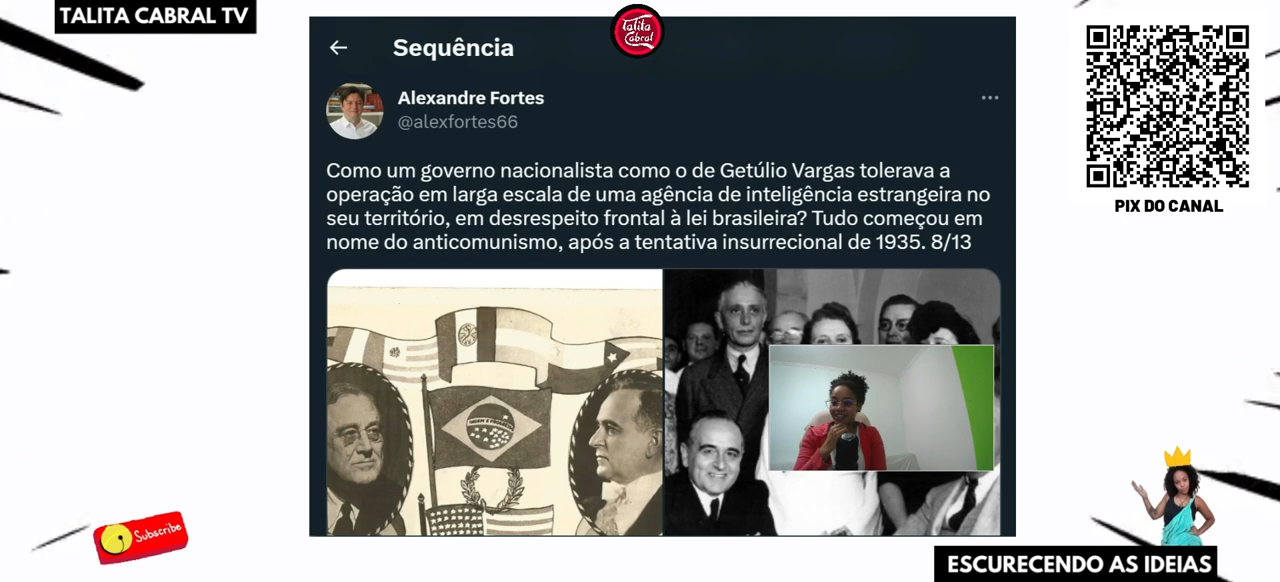 TALITA CABRAL TV
Talita
Cabral
Sequência
Alexandre Fortes
@alexfortes66
Como um governo nacionalista como o de Getúlio Vargas tolerava a
operação em larga escala de uma agência de inteligência estrangeira no
seu território, em desrespeito frontal à lei brasileira? Tudo começou em
nome do anticomunismo, após a tentativa insurrecional de 1935. 8/13
PIX DO CANAL
Subscribe
ESCURECENDO AS IDEIAS